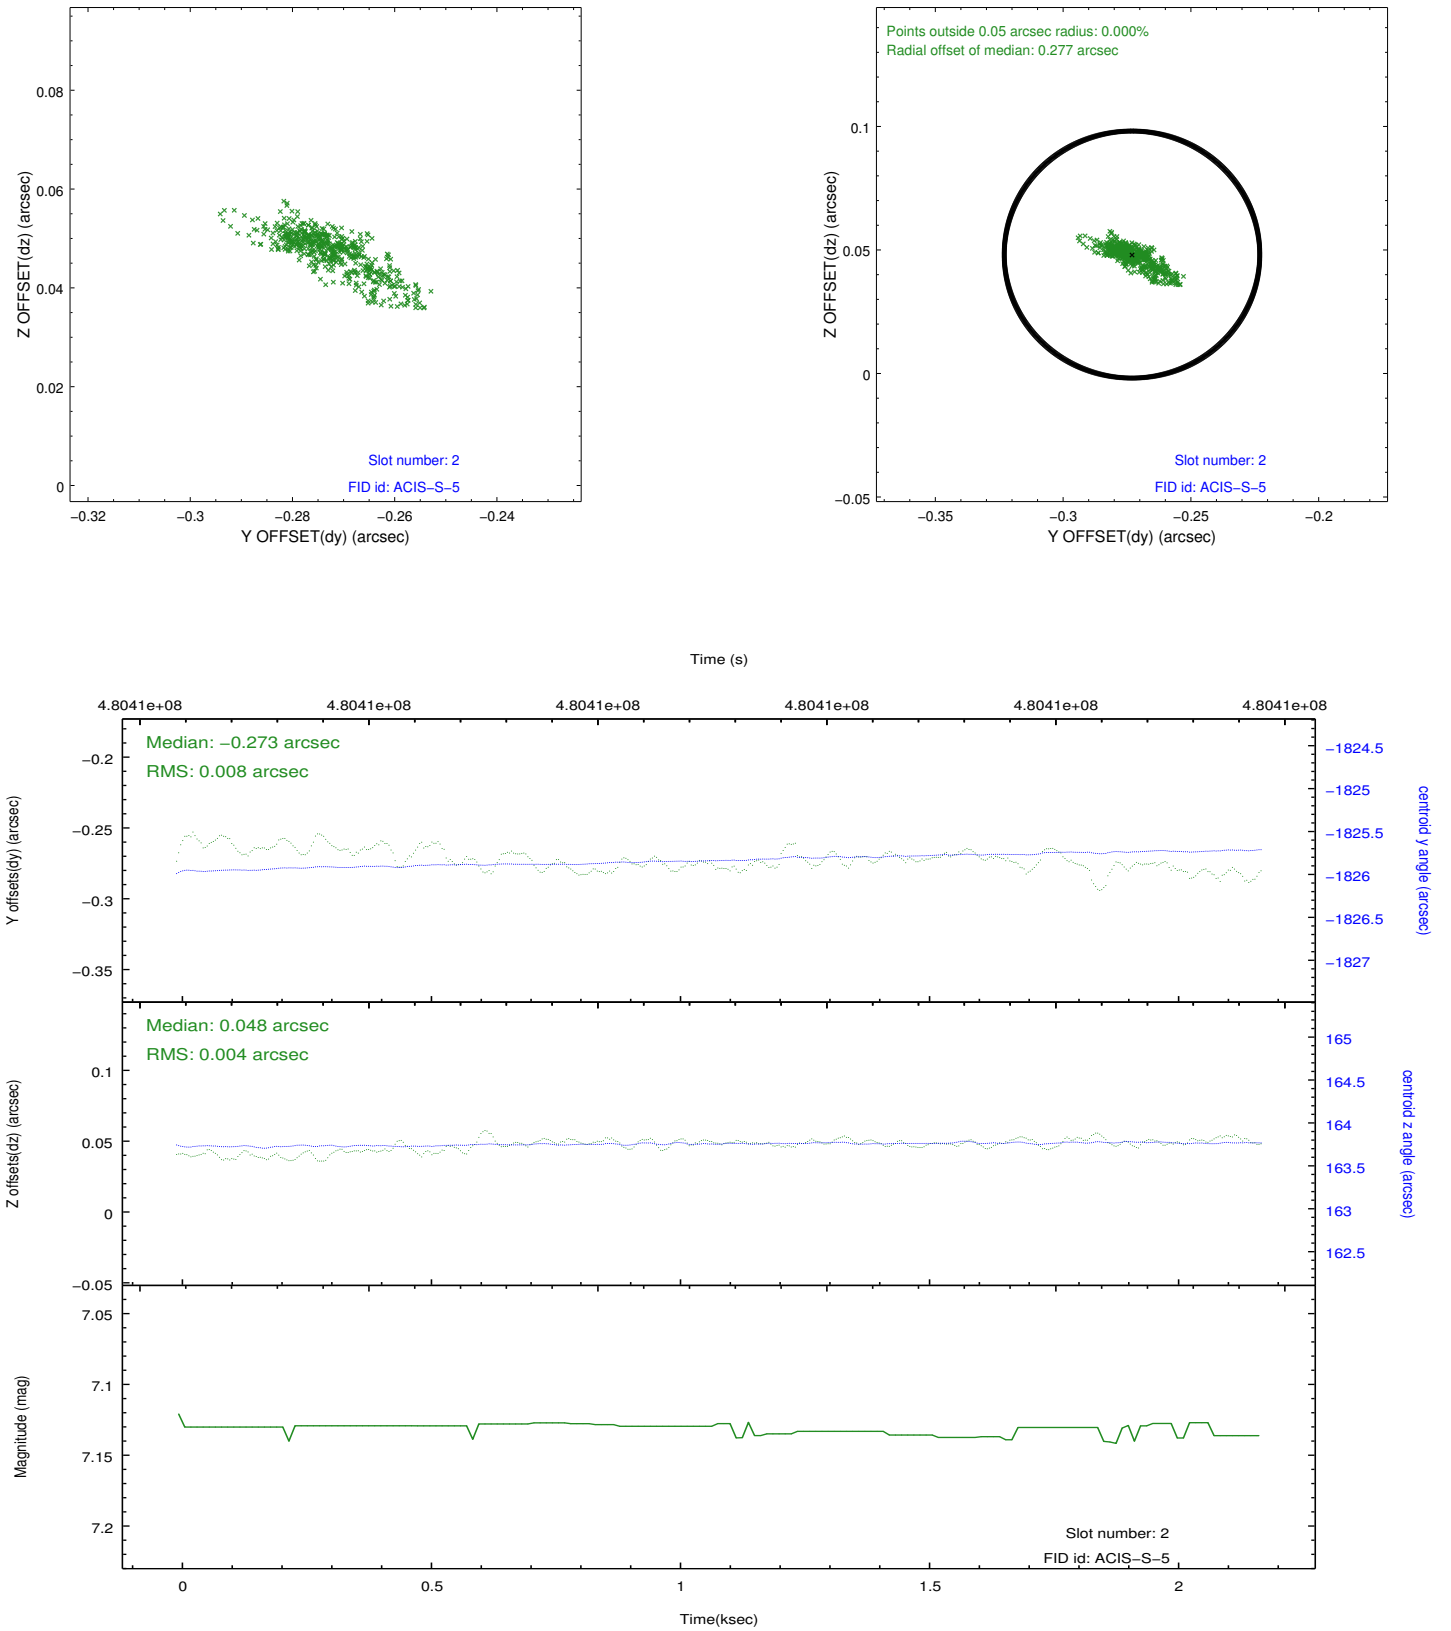 0.08
0.06
0.04
0.02
0
Z OFFSET(dz) (arcsec)
Slot number: 2
FID id: ACIS−S−5
−0.32
−0.3
−0.28
−0.26
−0.24
Y OFFSET(dy) (arcsec)
Points outside 0.05 arcsec radius: 0.000%
Radial offset of median: 0.277 arcsec
0.1
0.05
0
−0.05
Z OFFSET(dz) (arcsec)
Slot number: 2
FID id: ACIS−S−5
−0.35
−0.3
−0.25
−0.2
Y OFFSET(dy) (arcsec)
Time (s)
4.8041e+08
4.8041e+08
4.8041e+08
4.8041e+08
4.8041e+08
4.8041e+08
Median: −0.273 arcsec
RMS: 0.008 arcsec
−0.2
−0.25
−0.3
−0.35
Y offsets(dy) (arcsec)
−1824.5
−1825
−1825.5
−1826
−1826.5
−1827
centroid y angle (arcsec)
Median: 0.048 arcsec
RMS: 0.004 arcsec
0.1
0.05
0
−0.05
Z offsets(dz) (arcsec)
165
164.5
164
163.5
163
162.5
centroid z angle (arcsec)
7.05
7.1
7.15
7.2
Magnitude (mag)
Slot number: 2
FID id: ACIS−S−5
0
0.5
1
1.5
2
Time(ksec)